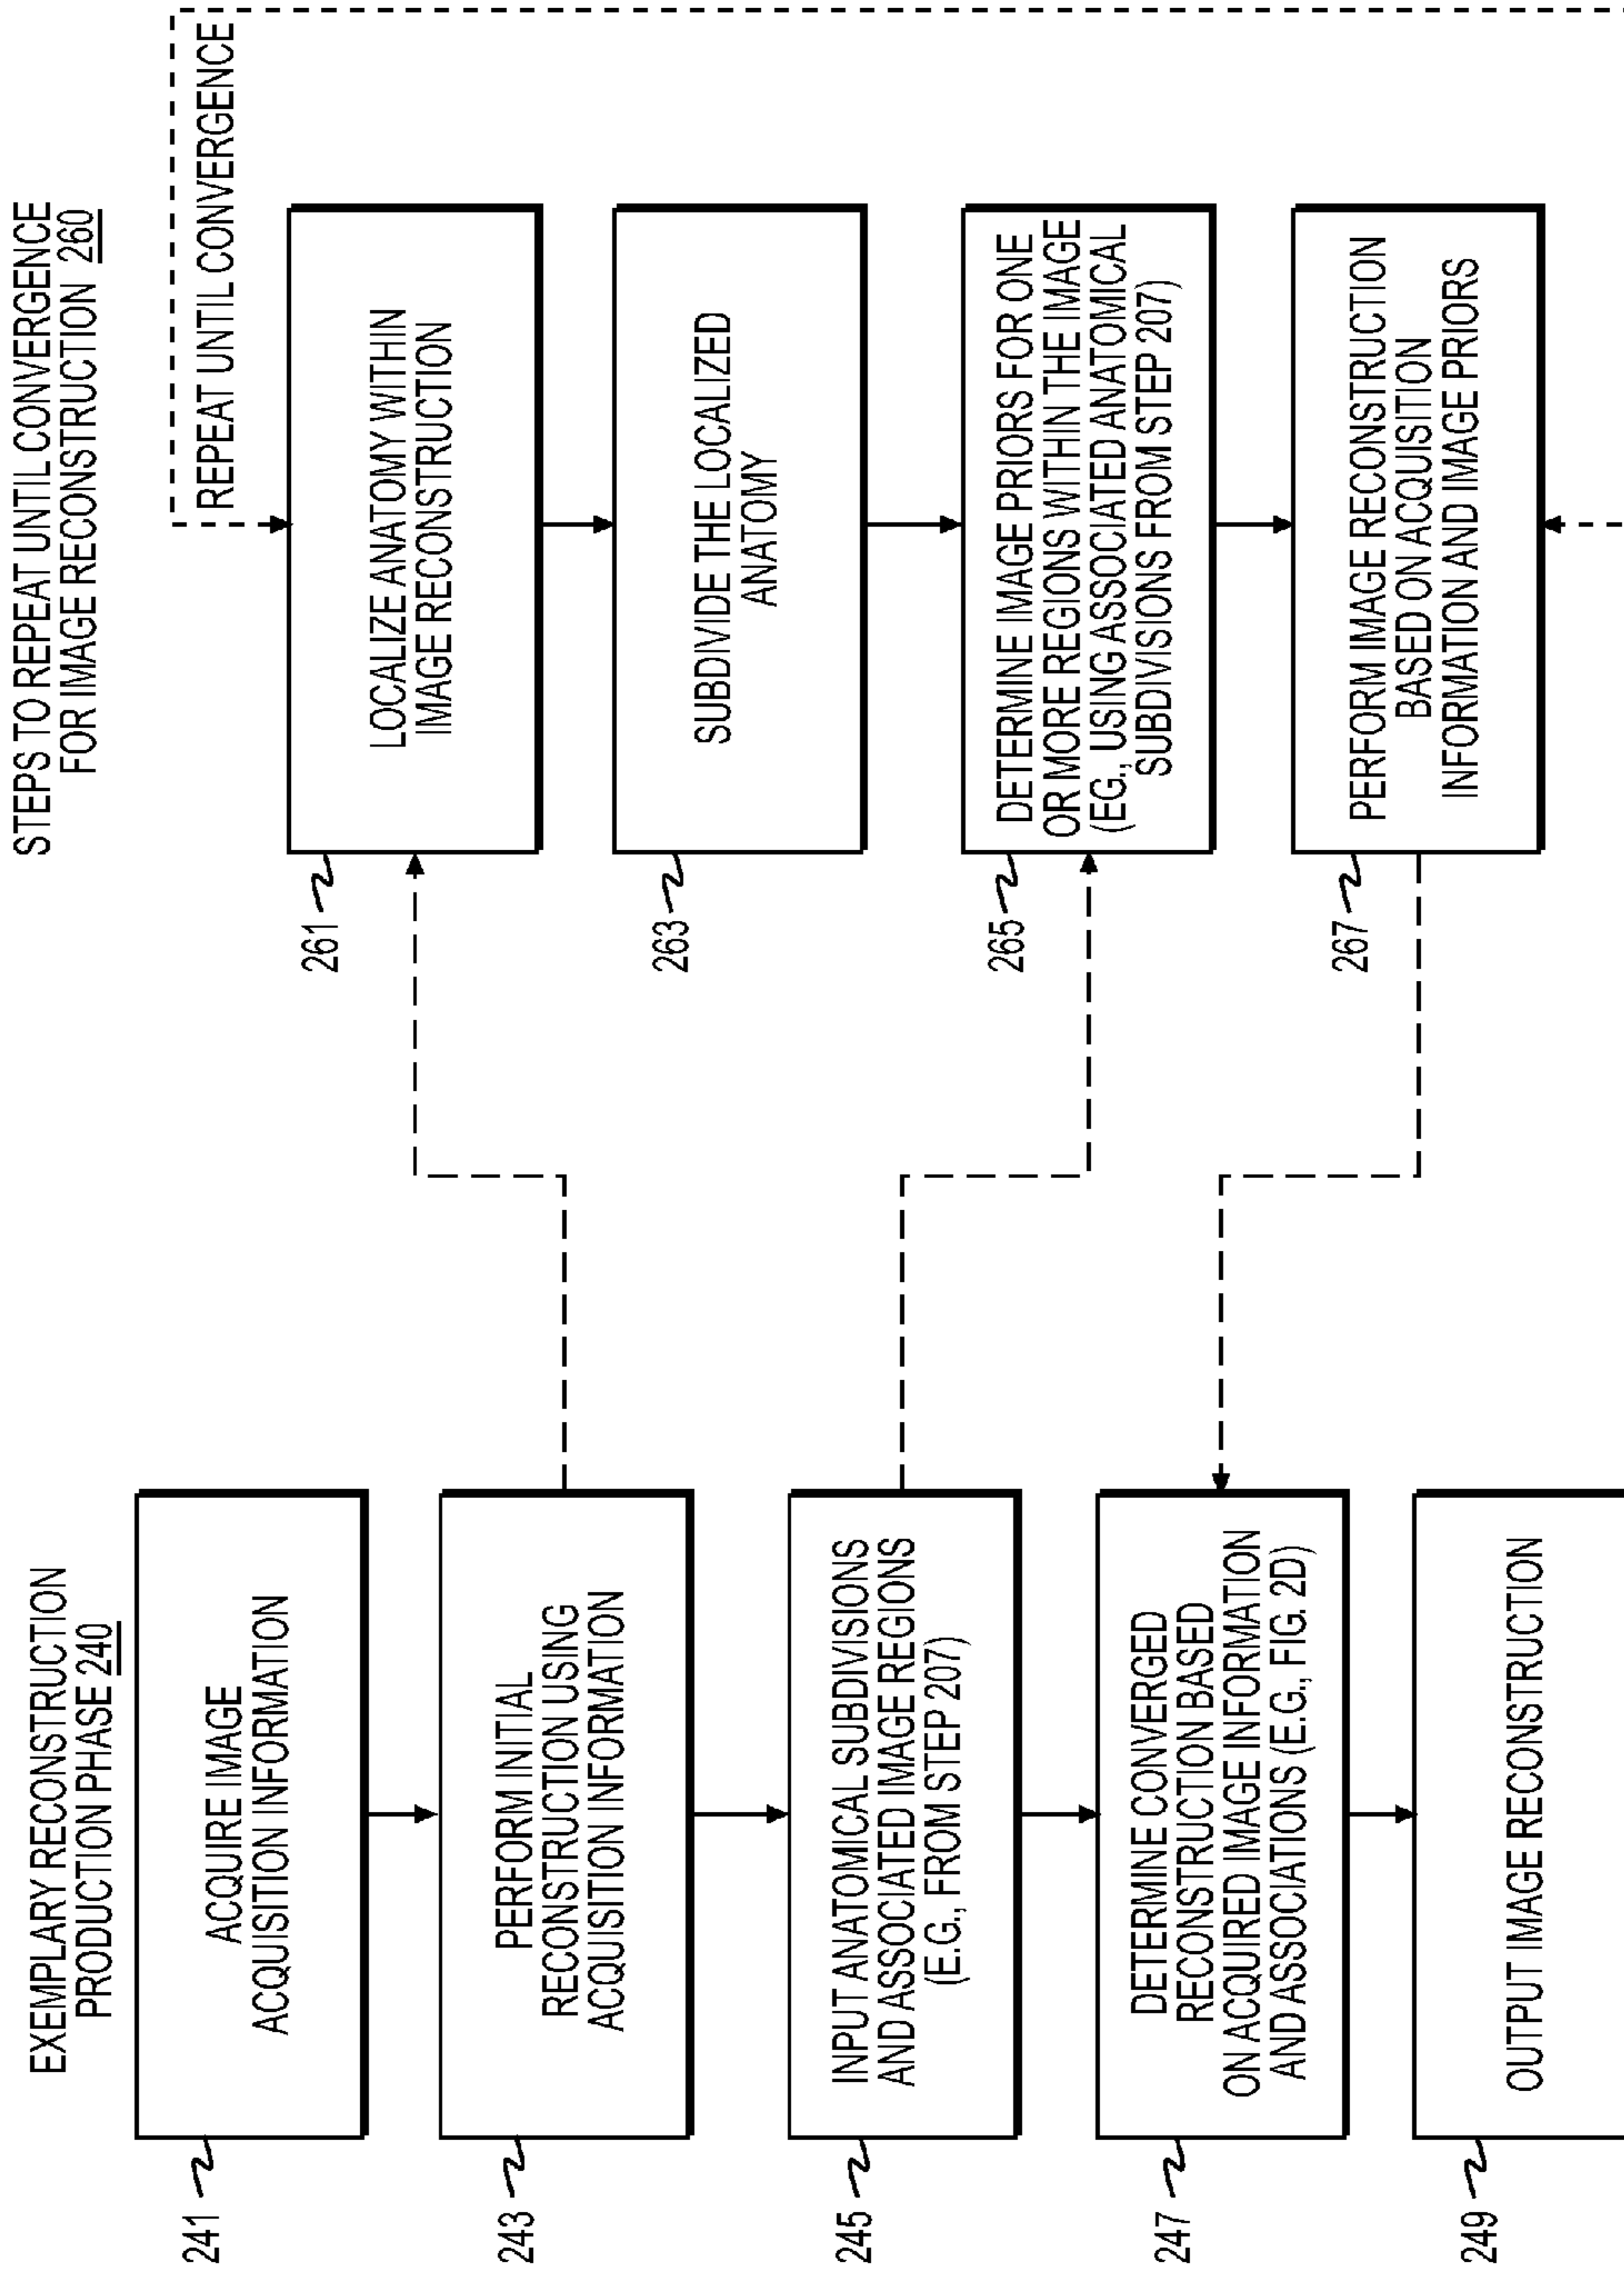 EXEMPLARY RECONSTRUCTION
PRODUCTION PHASE 240
241
ACQUIRE IMAGE
ACQUISITION INFORMATION
243
PERFORM INITIAL
RECONSTRUCTION USING
ACQUISITION INFORMATION
245
INPUT ANATOMICAL SUBDIVISIONS
AND ASSOCIATED IMAGE REGIONS
(E.G., FROM STEP 207)
247
DETERMINE CONVERGED
RECONSTRUCTION BASED
ON ACQUIRED IMAGE INFORMATION
AND ASSOCIATIONS (E.G., FIG. 2D)
249
OUTPUT IMAGE RECONSTRUCTION
STEPS TO REPEAT UNTIL CONVERGENCE
FOR IMAGE RECONSTRUCTION 260
REPEAT UNTIL CONVERGENCE
261
LOCALIZE ANATOMY WITHIN
IMAGE RECONSTRUCTION
263
SUBDIVIDE THE LOCALIZED
ANATOMY
265
DETERMINE IMAGE PRIORS FOR ONE
OR MORE REGIONS WITHIN THE IMAGE
(EG., USING ASSOCIATED ANATOMICAL
SUBDIVISIONS FROM STEP 207)
267
PERFORM IMAGE RECONSTRUCTION
BASED ON ACQUISITION
INFORMATION AND IMAGE PRIORS